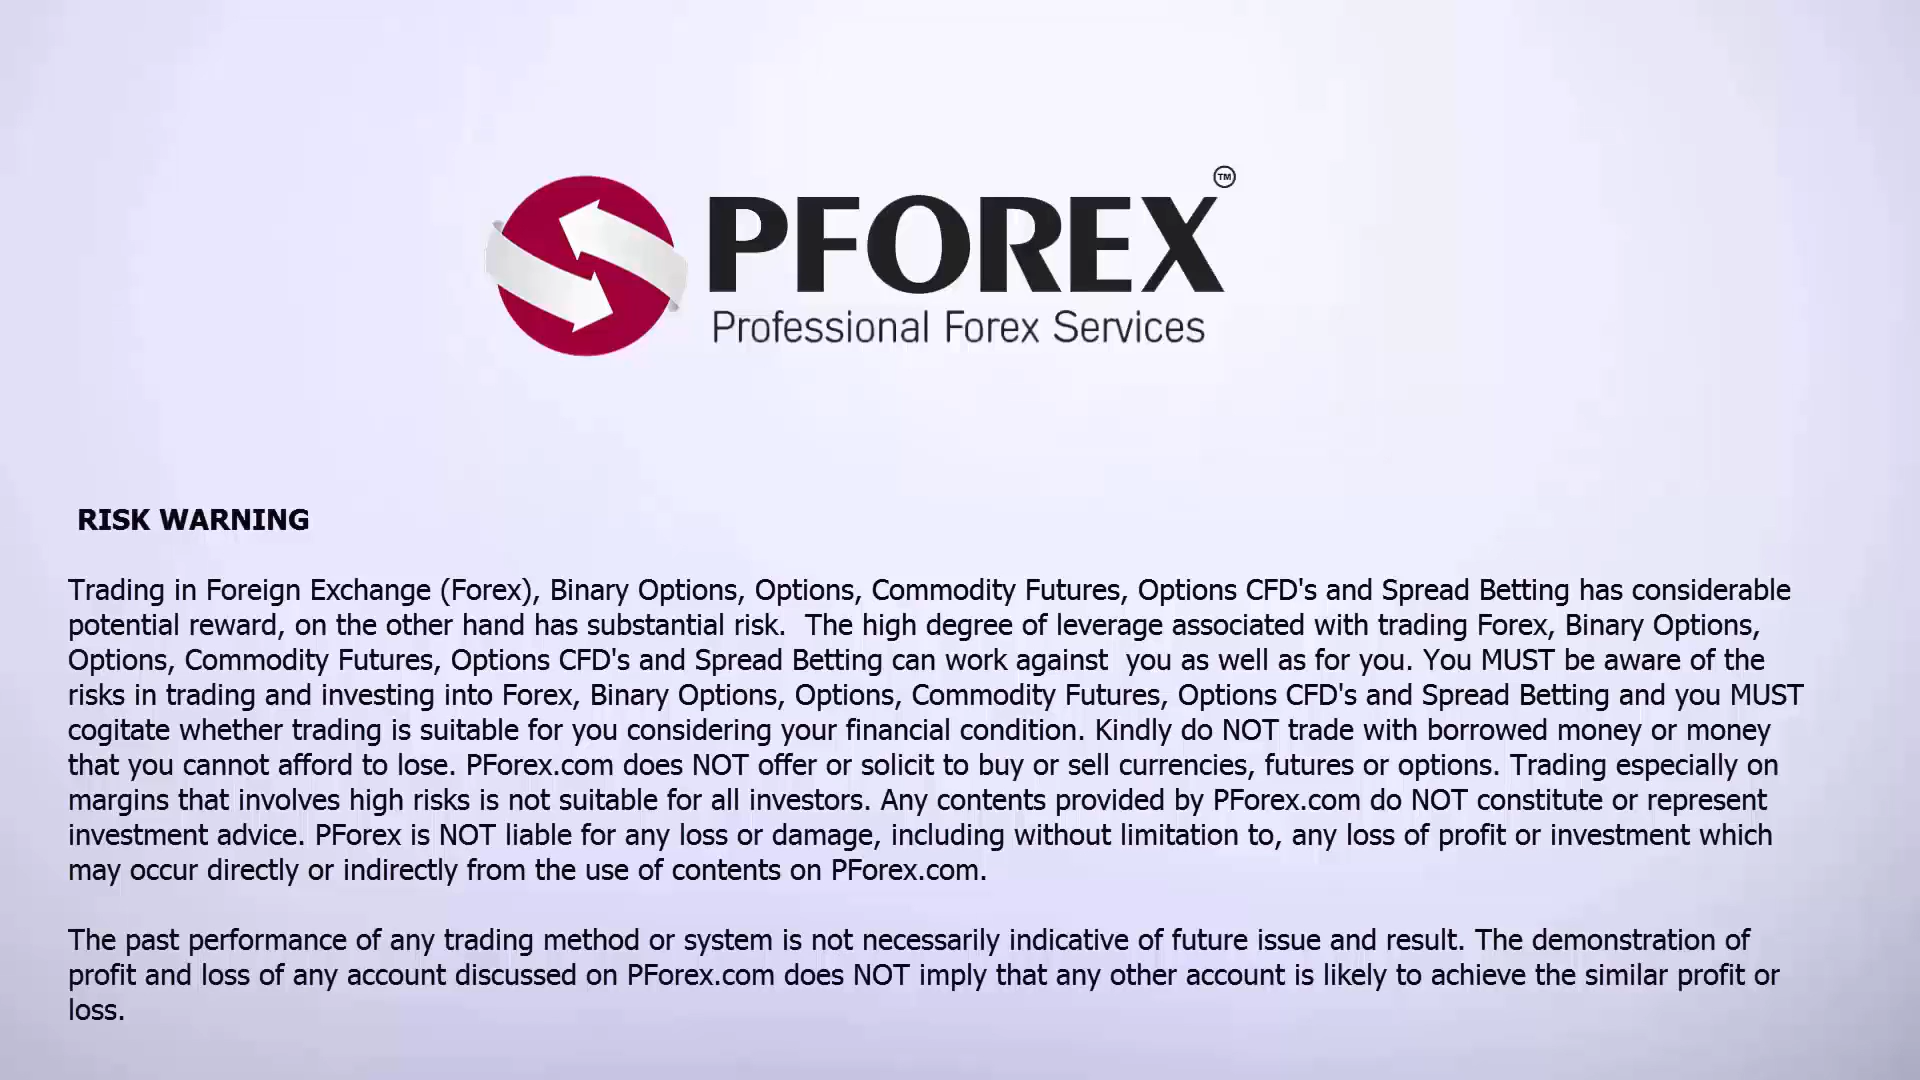 PFOREX
TM
Professional Forex Services
RISK WARNING
Trading in Foreign Exchange (Forex), Binary Options, Options, Commodity Futures, Options CFD's and Spread Betting has considerable
potential reward, on the other hand has substantial risk.  The high degree of leverage associated with trading Forex, Binary Options,
Options, Commodity Futures, Options CFD's and Spread Betting can work against  you as well as for you. You MUST be aware of the
risks in trading and investing into Forex, Binary Options, Options, Commodity Futures, Options CFD's and Spread Betting and you MUST
cogitate whether trading is suitable for you considering your financial condition. Kindly do NOT trade with borrowed money or money
that you cannot afford to lose. PForex.com does NOT offer or solicit to buy or sell currencies, futures or options. Trading especially on
margins that involves high risks is not suitable for all investors. Any contents provided by PForex.com do NOT constitute or represent
investment advice. PForex is NOT liable for any loss or damage, including without limitation to, any loss of profit or investment which
may occur directly or indirectly from the use of contents on PForex.com.
The past performance of any trading method or system is not necessarily indicative of future issue and result. The demonstration of
profit and loss of any account discussed on PForex.com does NOT imply that any other account is likely to achieve the similar profit or
loss.